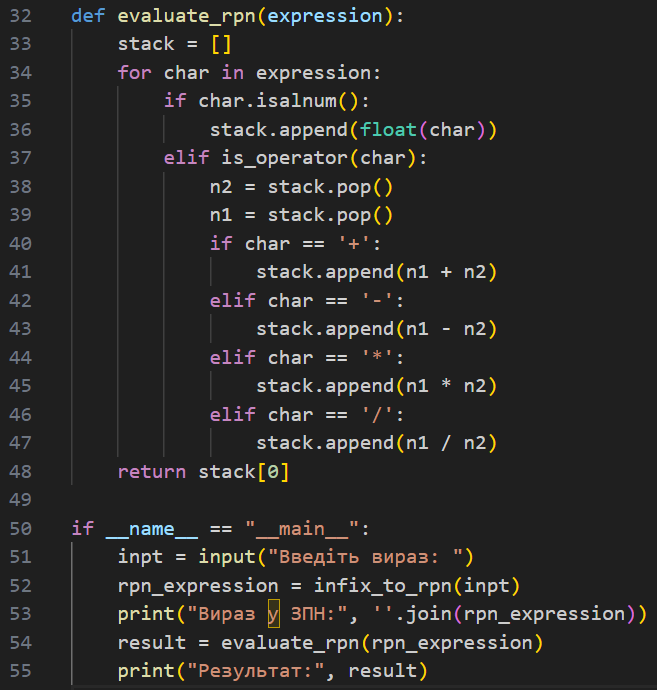 32 def evaluate_rpn(expression):
33     stack = []
34     for char in expression:
35         if char.isalnum():
36             stack.append(float(char))
37         elif is_operator(char):
38             n2 = stack.pop()
39             n1 = stack.pop()
40             if char == '+':
41                 stack.append(n1 + n2)
42             elif char == '-':
43                 stack.append(n1 - n2)
44             elif char == '*':
45                 stack.append(n1 * n2)
46             elif char == '/':
47                 stack.append(n1 / n2)
48     return stack[0]
49
50 if __name__ == "__main__":
51     inpt = input("Введіть вираз: ")
52     rpn_expression = infix_to_rpn(inpt)
53     print("Вираз у ЗПН:", ''.join(rpn_expression))
54     result = evaluate_rpn(rpn_expression)
55     print("Результат:", result)